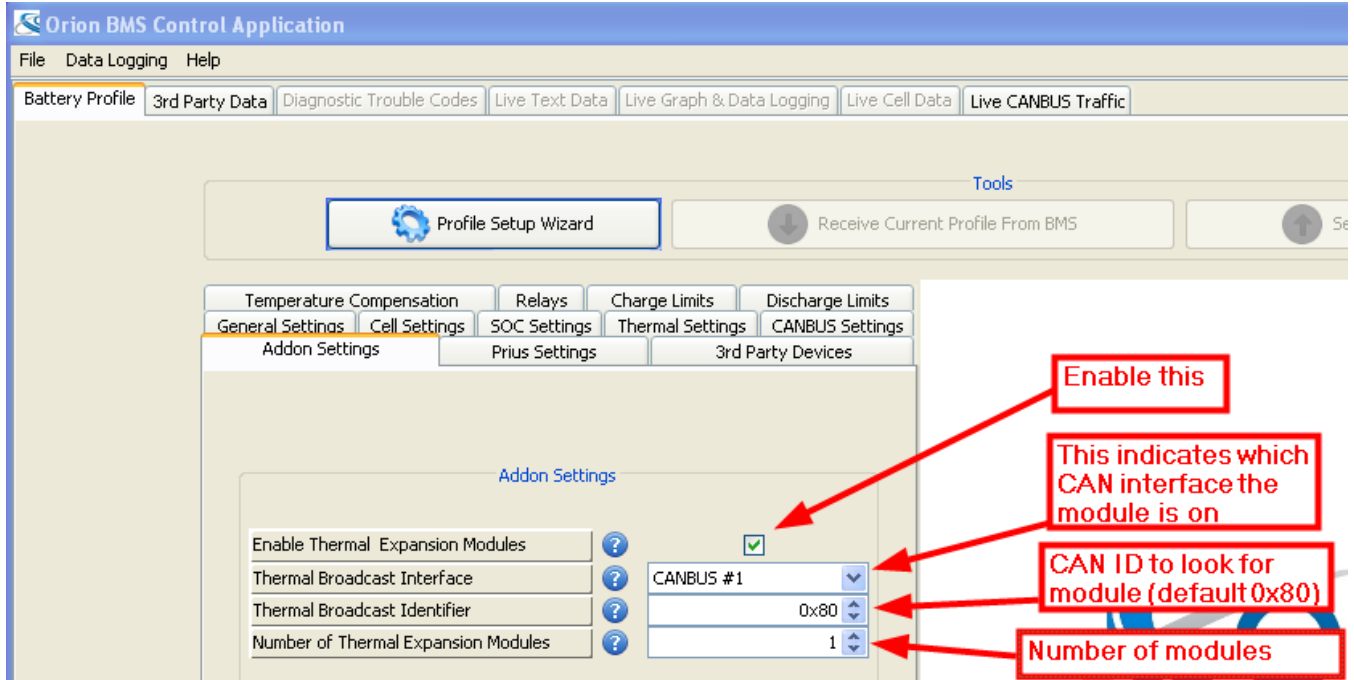 Orion BMS Control Application
File Data Logging Help
Battery Profile 3rd Party Data Diagnostic Trouble Codes Live Text Data Live Graph & Data Logging Live Cell Data Live CANBUS Traffic
Tools
Profile Setup Wizard Receive Current Profile From BMS Se
Temperature Compensation Relays Charge Limits Discharge Limits
General Settings Cell Settings SOC Settings Thermal Settings CANBUS Settings
Addon Settings Prius Settings 3rd Party Devices
Enable this
This indicates which
CAN interface the
module is on
Addon Settings
Enable Thermal Expansion Modules
Thermal Broadcast Interface CANBUS #1
CAN ID to look for
module (default 0x80)
Thermal Broadcast Identifier 0x80
Number of Thermal Expansion Modules 1
Number of modules